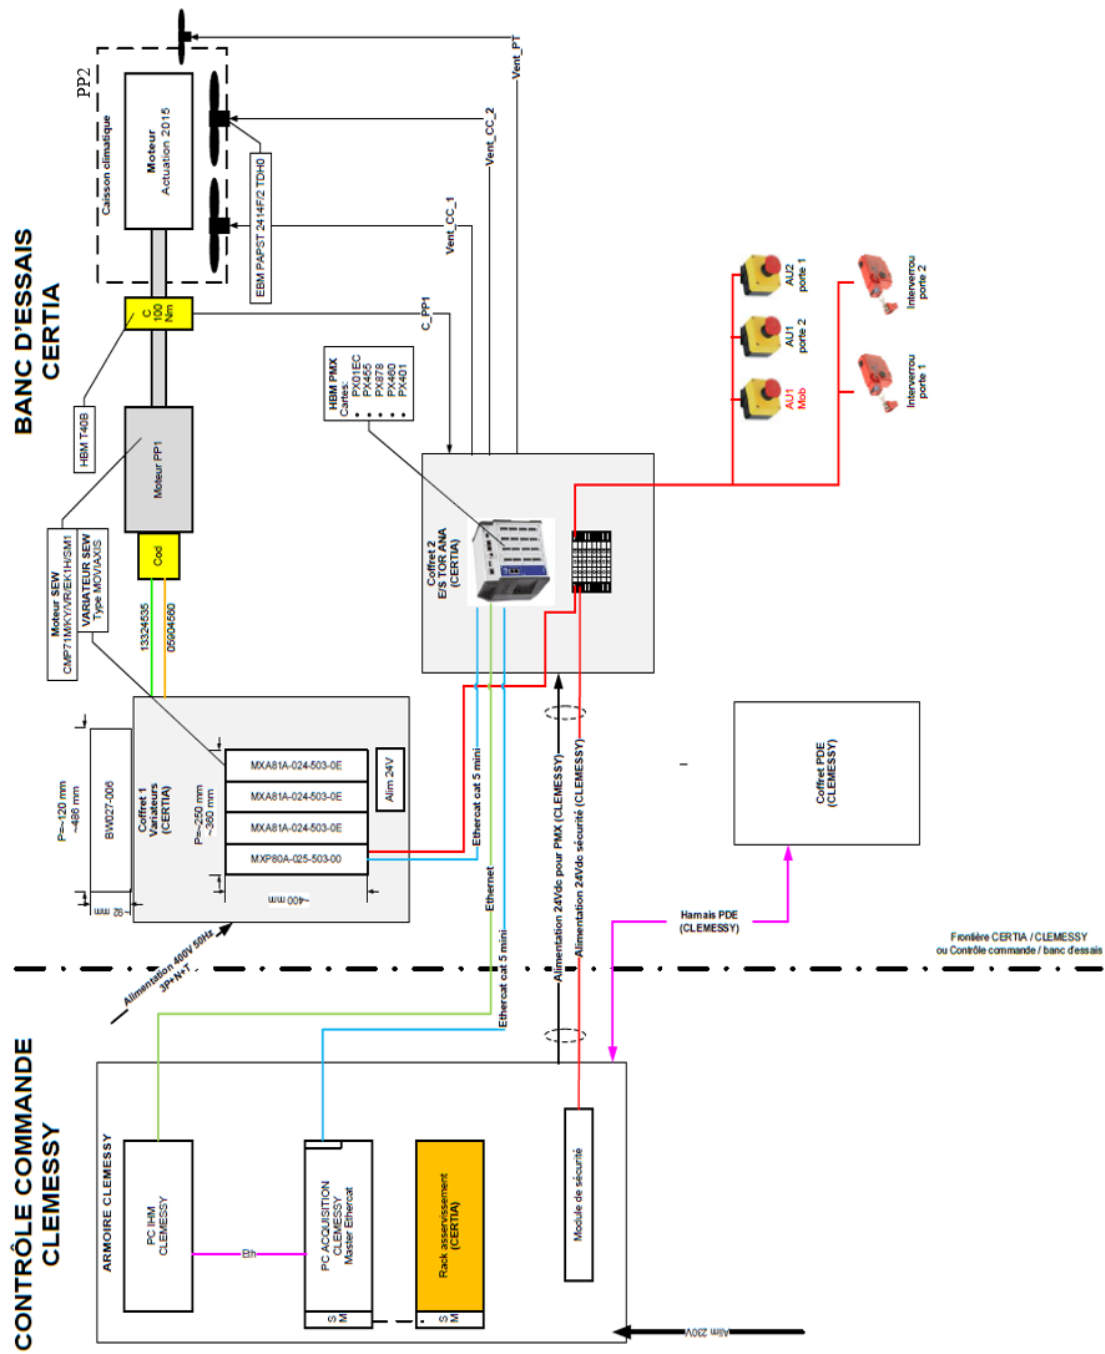 BANC D'ESSAIS
CERTIA
PP2
Caisson climatique
Moteur
Actuation 2015
Vent_PT
Vent_CC_2
Vent_CC_1
EBM PAPST 2414F/2 TDH0
C
100
Nm
C_PP1
HBM T40B
Moteur PP1
Cod
Moteur SEW
CMP71M/KY/VR/EK1H/SM1
VARIATEUR SEW
Type MOVIAXIS
13324535
05904560
HBM PMX
Cartes:
• PX01EC
• PX455
• PX878
• PX460
• PX401
Coffret 2
E/S TOR ANA
(CERTIA)
AU2
porte 1
AU1
porte 2
AU1
Mob
Interverrou
porte 2
Interverrou
porte 1
P=~120 mm
~486 mm
BW027-006
92 mm
Coffret 1
Variateurs
(CERTIA)
P=~250 mm
~360 mm
MXA81A-024-503-0E
MXA81A-024-503-0E
MXA81A-024-503-0E
MXP80A-025-503-00
~400 mm
Alim 24V
Alimentation 400V 50Hz
3P+N+T
Ethercat cat 5 mini
Ethernet
Ethercat cat 5 mini
Alimentation 24Vdc pour PMX (CLEMESSY)
Alimentation 24Vdc sécurité (CLEMESSY)
Coffret PDE
(CLEMESSY)
Harnais PDE
(CLEMESSY)
Frontière CERTIA / CLEMESSY
ou Contrôle commande / banc d'essais
CONTRÔLE COMMANDE
CLEMESSY
ARMOIRE CLEMESSY
PC IHM
CLEMESSY
Eth
PC ACQUISITION
CLEMESSY
Master Ethercat
S
M
Rack asservissement
(CERTIA)
S
M
Module de sécurité
Alim 230V